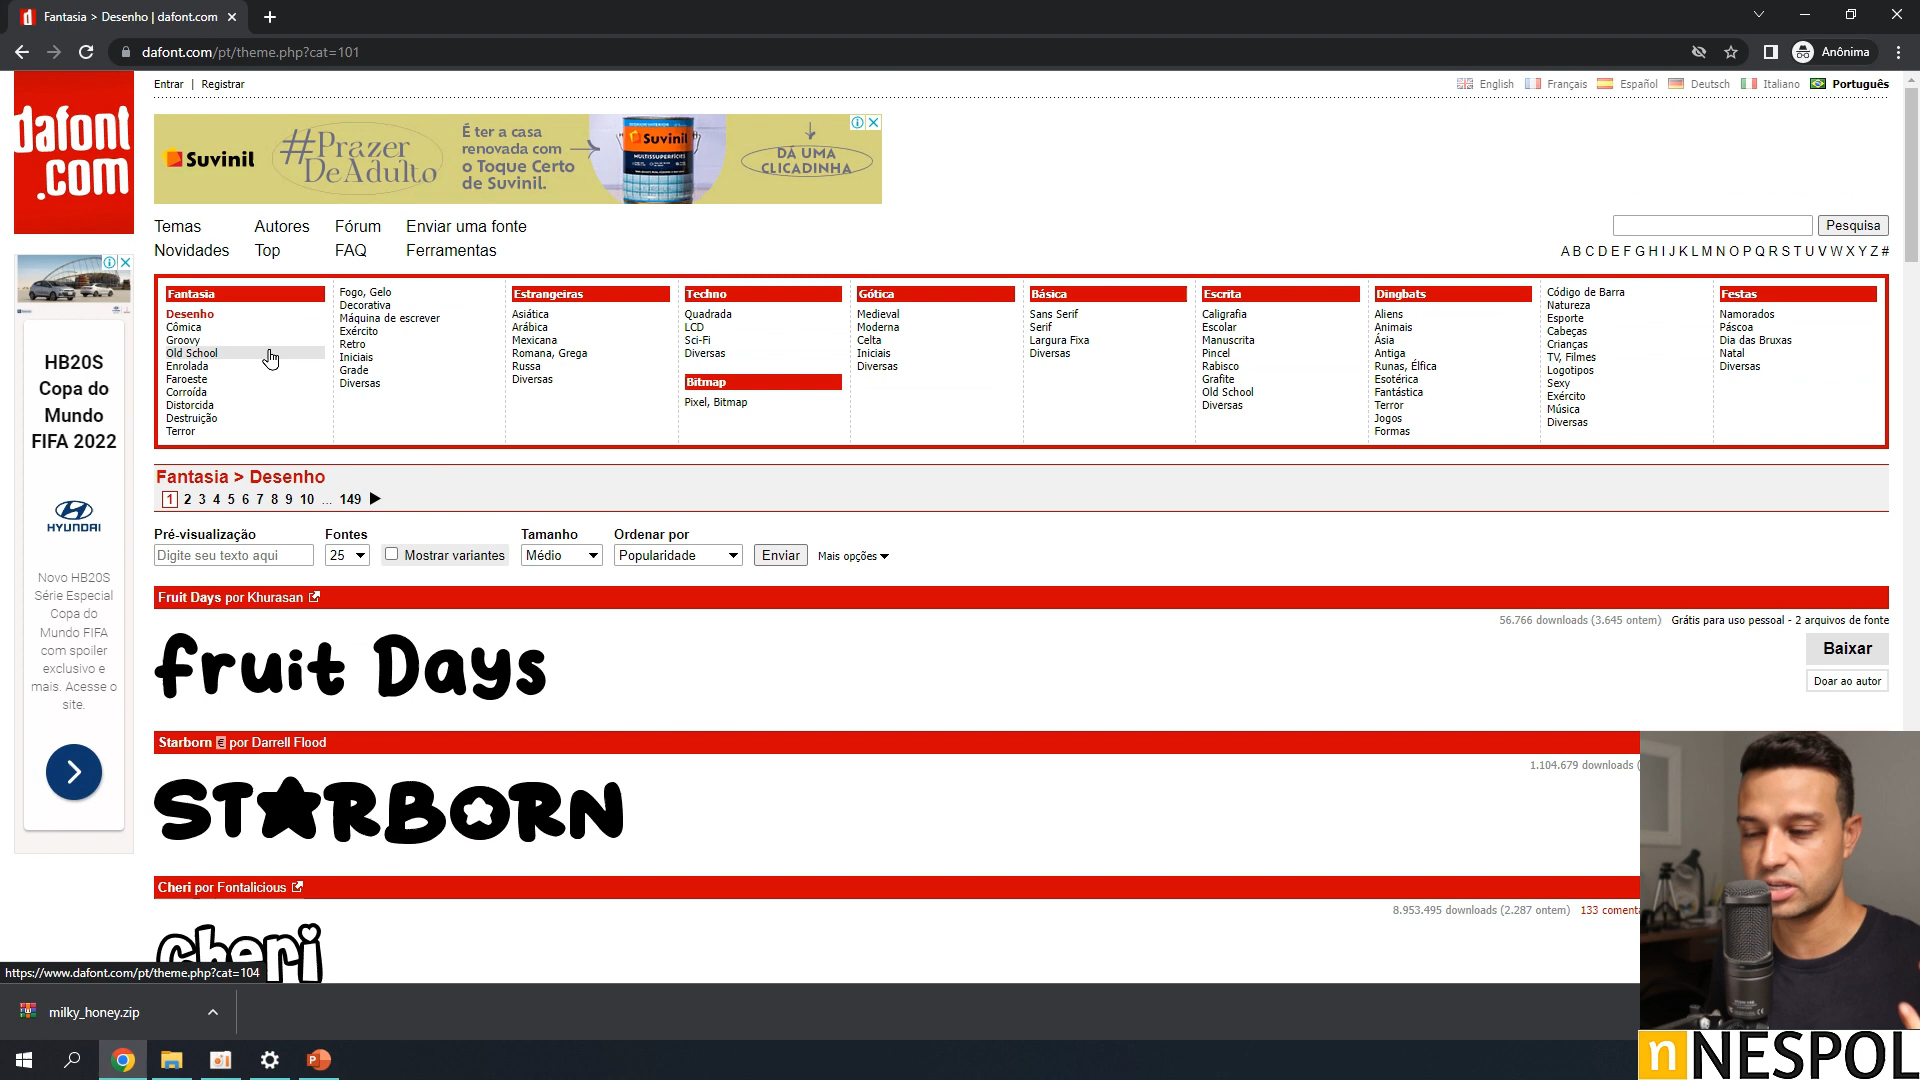 Fantasia > Desenho | dafont.com
dafont.com/pt/theme.php?cat=101
Anônima
dafont
.com
Entrar | Registrar
English Français Español Deutsch Italiano Português
Suvinil
#Prazer
DeAdulto
É ter a casa
renovada com
o Toque Certo
de Suvinil.
Suvinil
DÁ UMA
CLICADINHA
Temas Autores Fórum Enviar uma fonte
Novidades Top FAQ Ferramentas
Pesquisa
A B C D E F G H I J K L M N O P Q R S T U V W X Y Z #
Fantasia
Desenho
Cômica
Groovy
Old School
Enrolada
Faroeste
Corroída
Distorcida
Destruição
Terror
Fogo, Gelo
Decorativa
Máquina de escrever
Exército
Retro
Iniciais
Grade
Diversas
Estrangeiras
Asiática
Arábica
Mexicana
Romana, Grega
Russa
Diversas
Techno
Quadrada
LCD
Sci-Fi
Diversas
Bitmap
Pixel, Bitmap
Gótica
Medieval
Moderna
Celta
Iniciais
Diversas
Básica
Sans Serif
Serif
Largura Fixa
Diversas
Escrita
Caligrafia
Escolar
Manuscrita
Pincel
Rabisco
Grafite
Old School
Diversas
Dingbats
Aliens
Animais
Ásia
Antiga
Runas, Élfica
Esotérica
Fantástica
Terror
Jogos
Formas
Código de Barra
Natureza
Esporte
Cabeças
Crianças
TV, Filmes
Logotipos
Sexy
Exército
Música
Diversas
Festas
Namorados
Páscoa
Dia das Bruxas
Natal
Diversas
HB20S
Copa do
Mundo
FIFA 2022
HYUNDAI
Novo HB20S
Série Especial
Copa do
Mundo FIFA
com spoiler
exclusivo e
mais. Acesse o
site.
Fantasia > Desenho
1 2 3 4 5 6 7 8 9 10 ... 149
Pré-visualização Fontes Tamanho Ordenar por
Digite seu texto aqui 25 Mostrar variantes Médio Popularidade Enviar Mais opções
Fruit Days por Khurasan
56.766 downloads (3.645 ontem) Grátis para uso pessoal - 2 arquivos de fonte
fruit Days
Baixar
Doar ao autor
Starborn € por Darrell Flood
1.104.679 downloads (
STARBORN
Cheri por Fontalicious
8.953.495 downloads (2.287 ontem) 133 coment
Cheri
https://www.dafont.com/pt/theme.php?cat=104
milky_honey.zip
n NESPOL